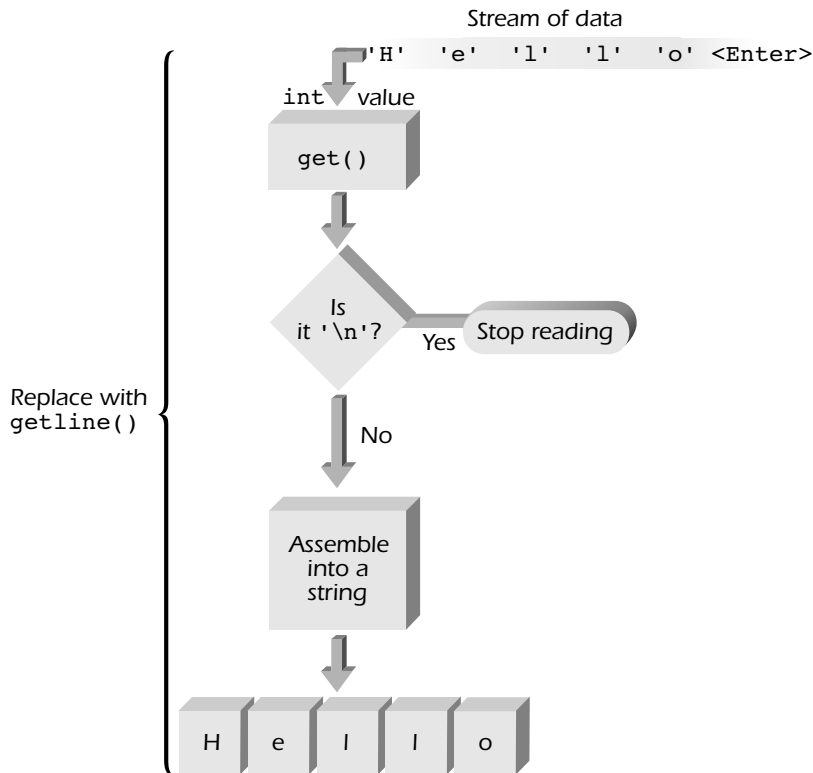 Stream of data
'H' 'e' 'l' 'l' 'o' <Enter>
int value
get()
Is
it '\n'?
Yes
Stop reading
Replace with
getline()
No
Assemble
into a
string
H e l l o